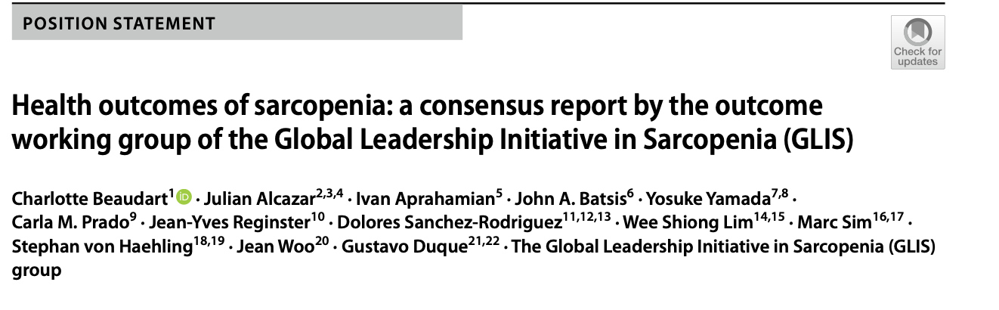 POSITION STATEMENT
Check for
updates
Health outcomes of sarcopenia: a consensus report by the outcome
working group of the Global Leadership Initiative in Sarcopenia (GLIS)
Charlotte Beaudart1 iD · Julian Alcazar2,3,4 · Ivan Aprahamian5 · John A. Batsis6 · Yosuke Yamada7,8 ·
Carla M. Prado9 · Jean-Yves Reginster10 · Dolores Sanchez-Rodriguez11,12,13 · Wee Shiong Lim14,15 · Marc Sim16,17 ·
Stephan von Haehling18,19 · Jean Woo20 · Gustavo Duque21,22 · The Global Leadership Initiative in Sarcopenia (GLIS)
group